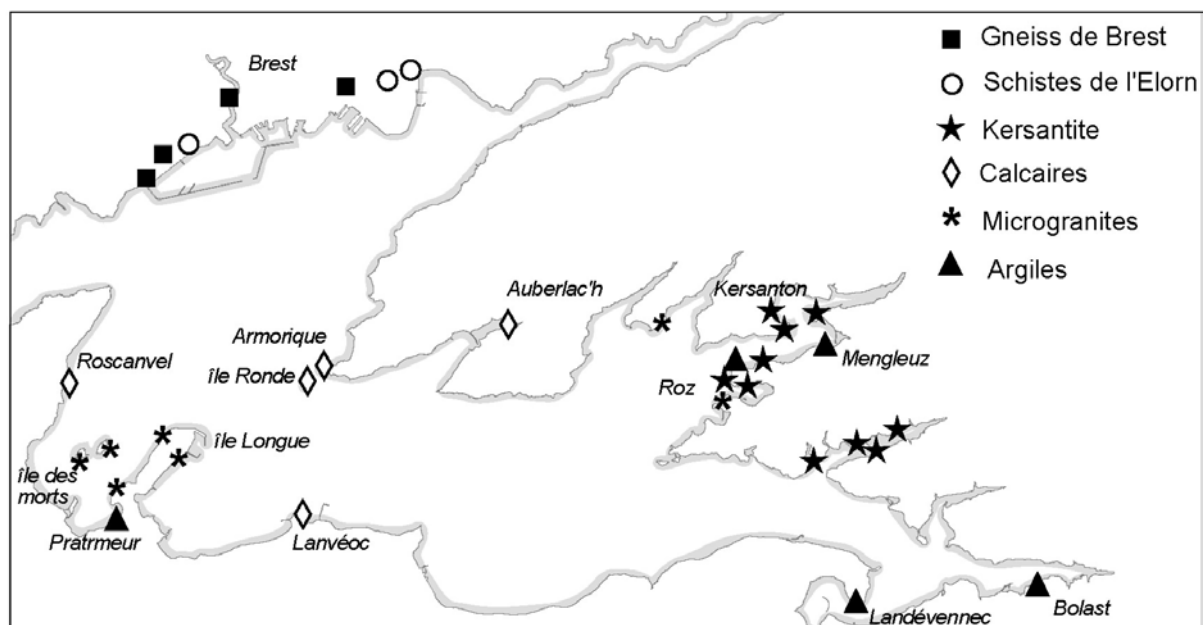 Brest
Gneiss de Brest
Schistes de l'Elorn
Kersantite
Calcaires
Microgranites
Argiles
Auberlac'h
Kersanton
Armorique
Roscanvel
île Ronde
Mengleuz
Roz
île Longue
île des
morts
Pratrmeur
Lanvéoc
Landévennec
Bolast